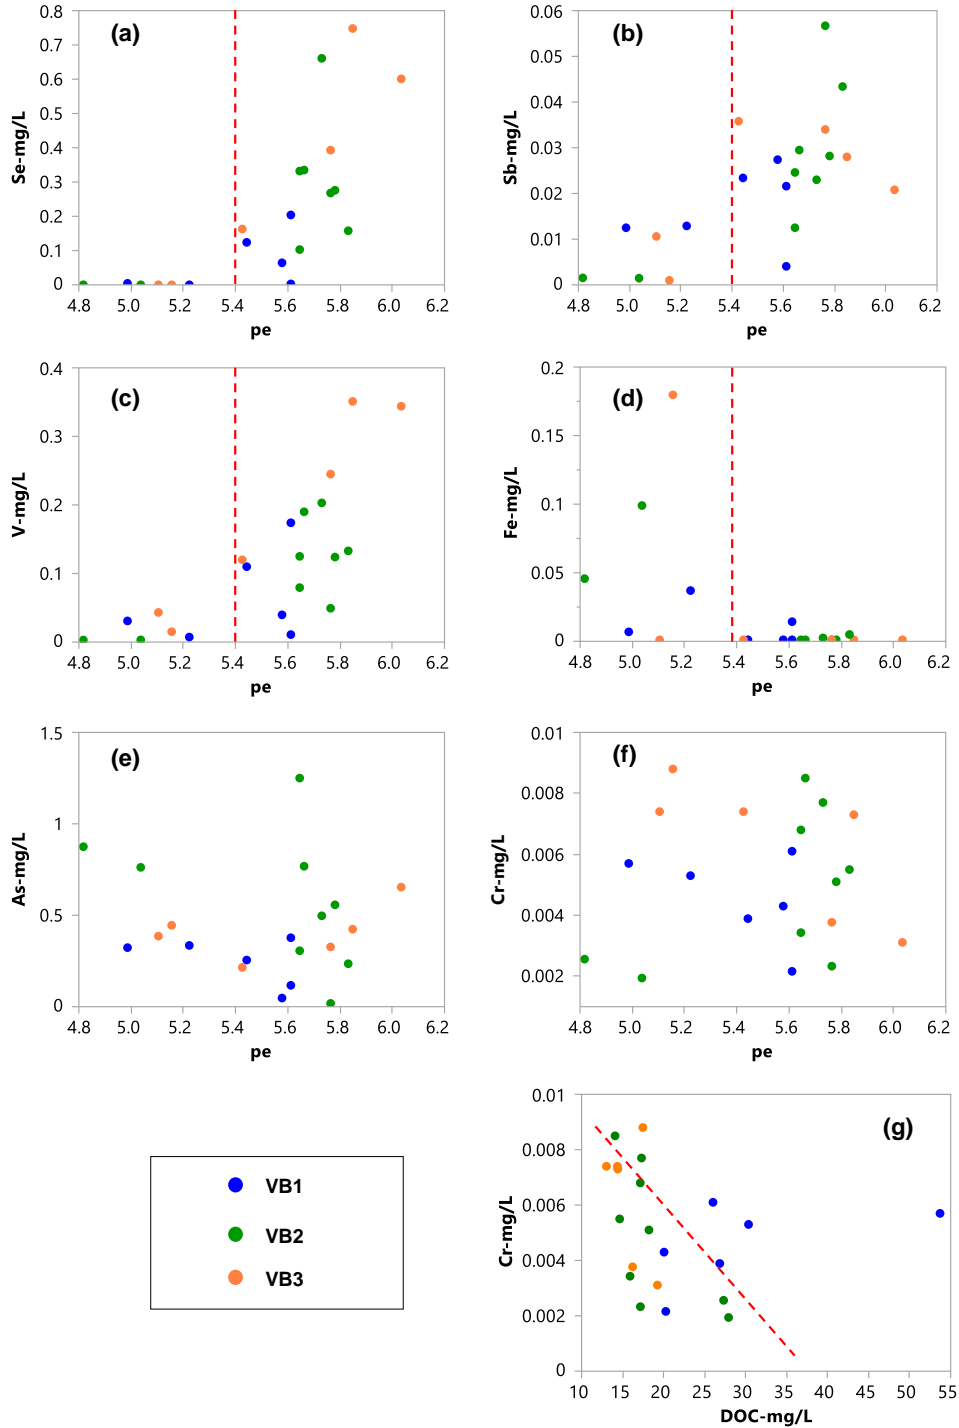 (a)
Se-mg/L
0.8
0.7
0.6
0.5
0.4
0.3
0.2
0.1
0
4.8 5.0 5.2 5.4 5.6 5.8 6.0 6.2
pe
(b)
Sb-mg/L
0.06
0.05
0.04
0.03
0.02
0.01
0
4.8 5.0 5.2 5.4 5.6 5.8 6.0 6.2
pe
(c)
V-mg/L
0.4
0.3
0.2
0.1
0
4.8 5.0 5.2 5.4 5.6 5.8 6.0 6.2
pe
(d)
Fe-mg/L
0.2
0.15
0.1
0.05
0
4.8 5.0 5.2 5.4 5.6 5.8 6.0 6.2
pe
(e)
As-mg/L
1.5
1
0.5
0
4.8 5.0 5.2 5.4 5.6 5.8 6.0 6.2
pe
(f)
Cr-mg/L
0.01
0.008
0.006
0.004
0.002
4.8 5.0 5.2 5.4 5.6 5.8 6.0 6.2
pe
VB1
VB2
VB3
(g)
Cr-mg/L
0.01
0.008
0.006
0.004
0.002
0
10 15 20 25 30 35 40 45 50 55
DOC-mg/L